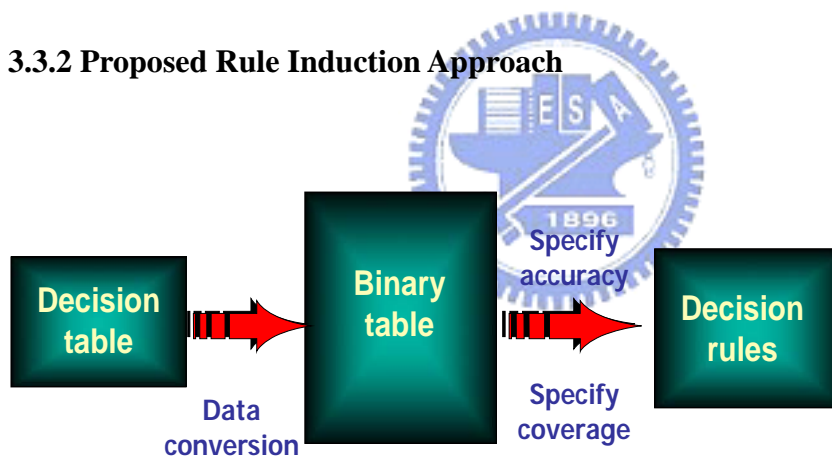 3.3.2 Proposed Rule Induction Approach
E S A
1896
Decision
table
Data
conversion
Binary
table
Specify
accuracy
Specify
coverage
Decision
rules